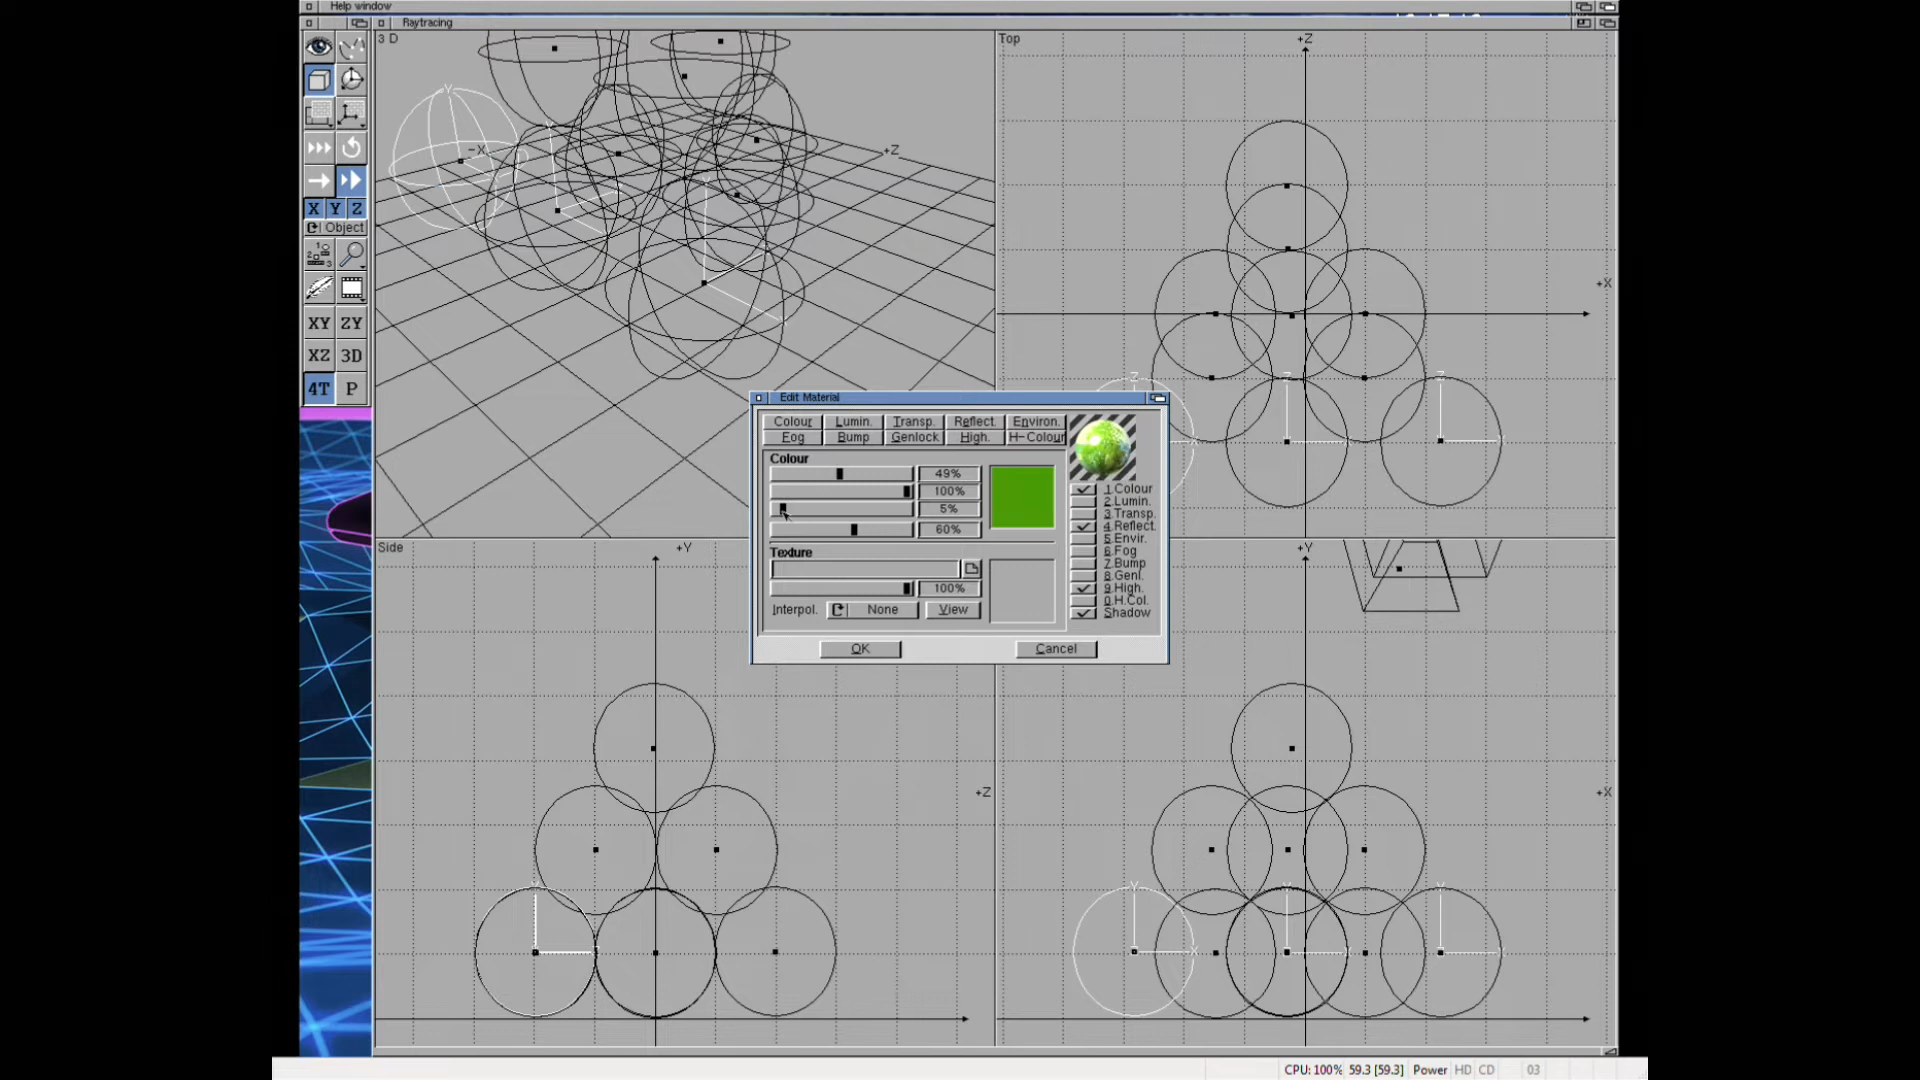 Help window
Raytracing
3 D
Top
+Z
Y
-X
+Z
+X
X Y Z
Object
XY ZY
XZ 3D
4T P
Z
Z
Z
Edit Material
Colour Lumin. Transp. Reflect. Environ.
Fog Bump Genlock High. H-Colour
Colour
49%
100%
5%
60%
Texture
100%
Interpol. None View
1.Colour
2.Lumin.
3.Transp.
4.Reflect.
5.Envir.
6.Fog
7.Bump
8.Genl.
9.High.
0.H.Col.
Shadow
OK Cancel
Side
+Y
+Y
+Z
+X
Y
Y
X
CPU: 100% 59.3 [59.3] Power HD CD 03